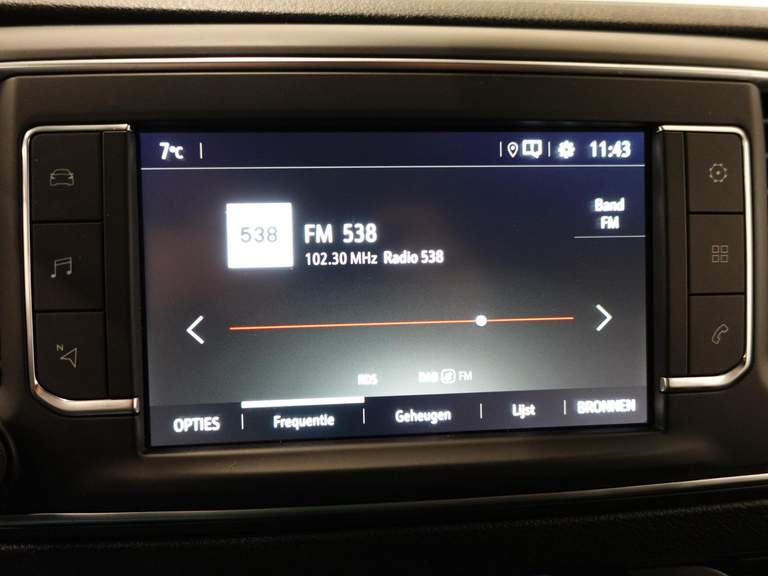 7°C
11:43
Band
FM
538
FM 538
102.30 MHz Radio 538
RDS DAB FM
OPTIES Frequentie Geheugen Lijst BRONNEN
N